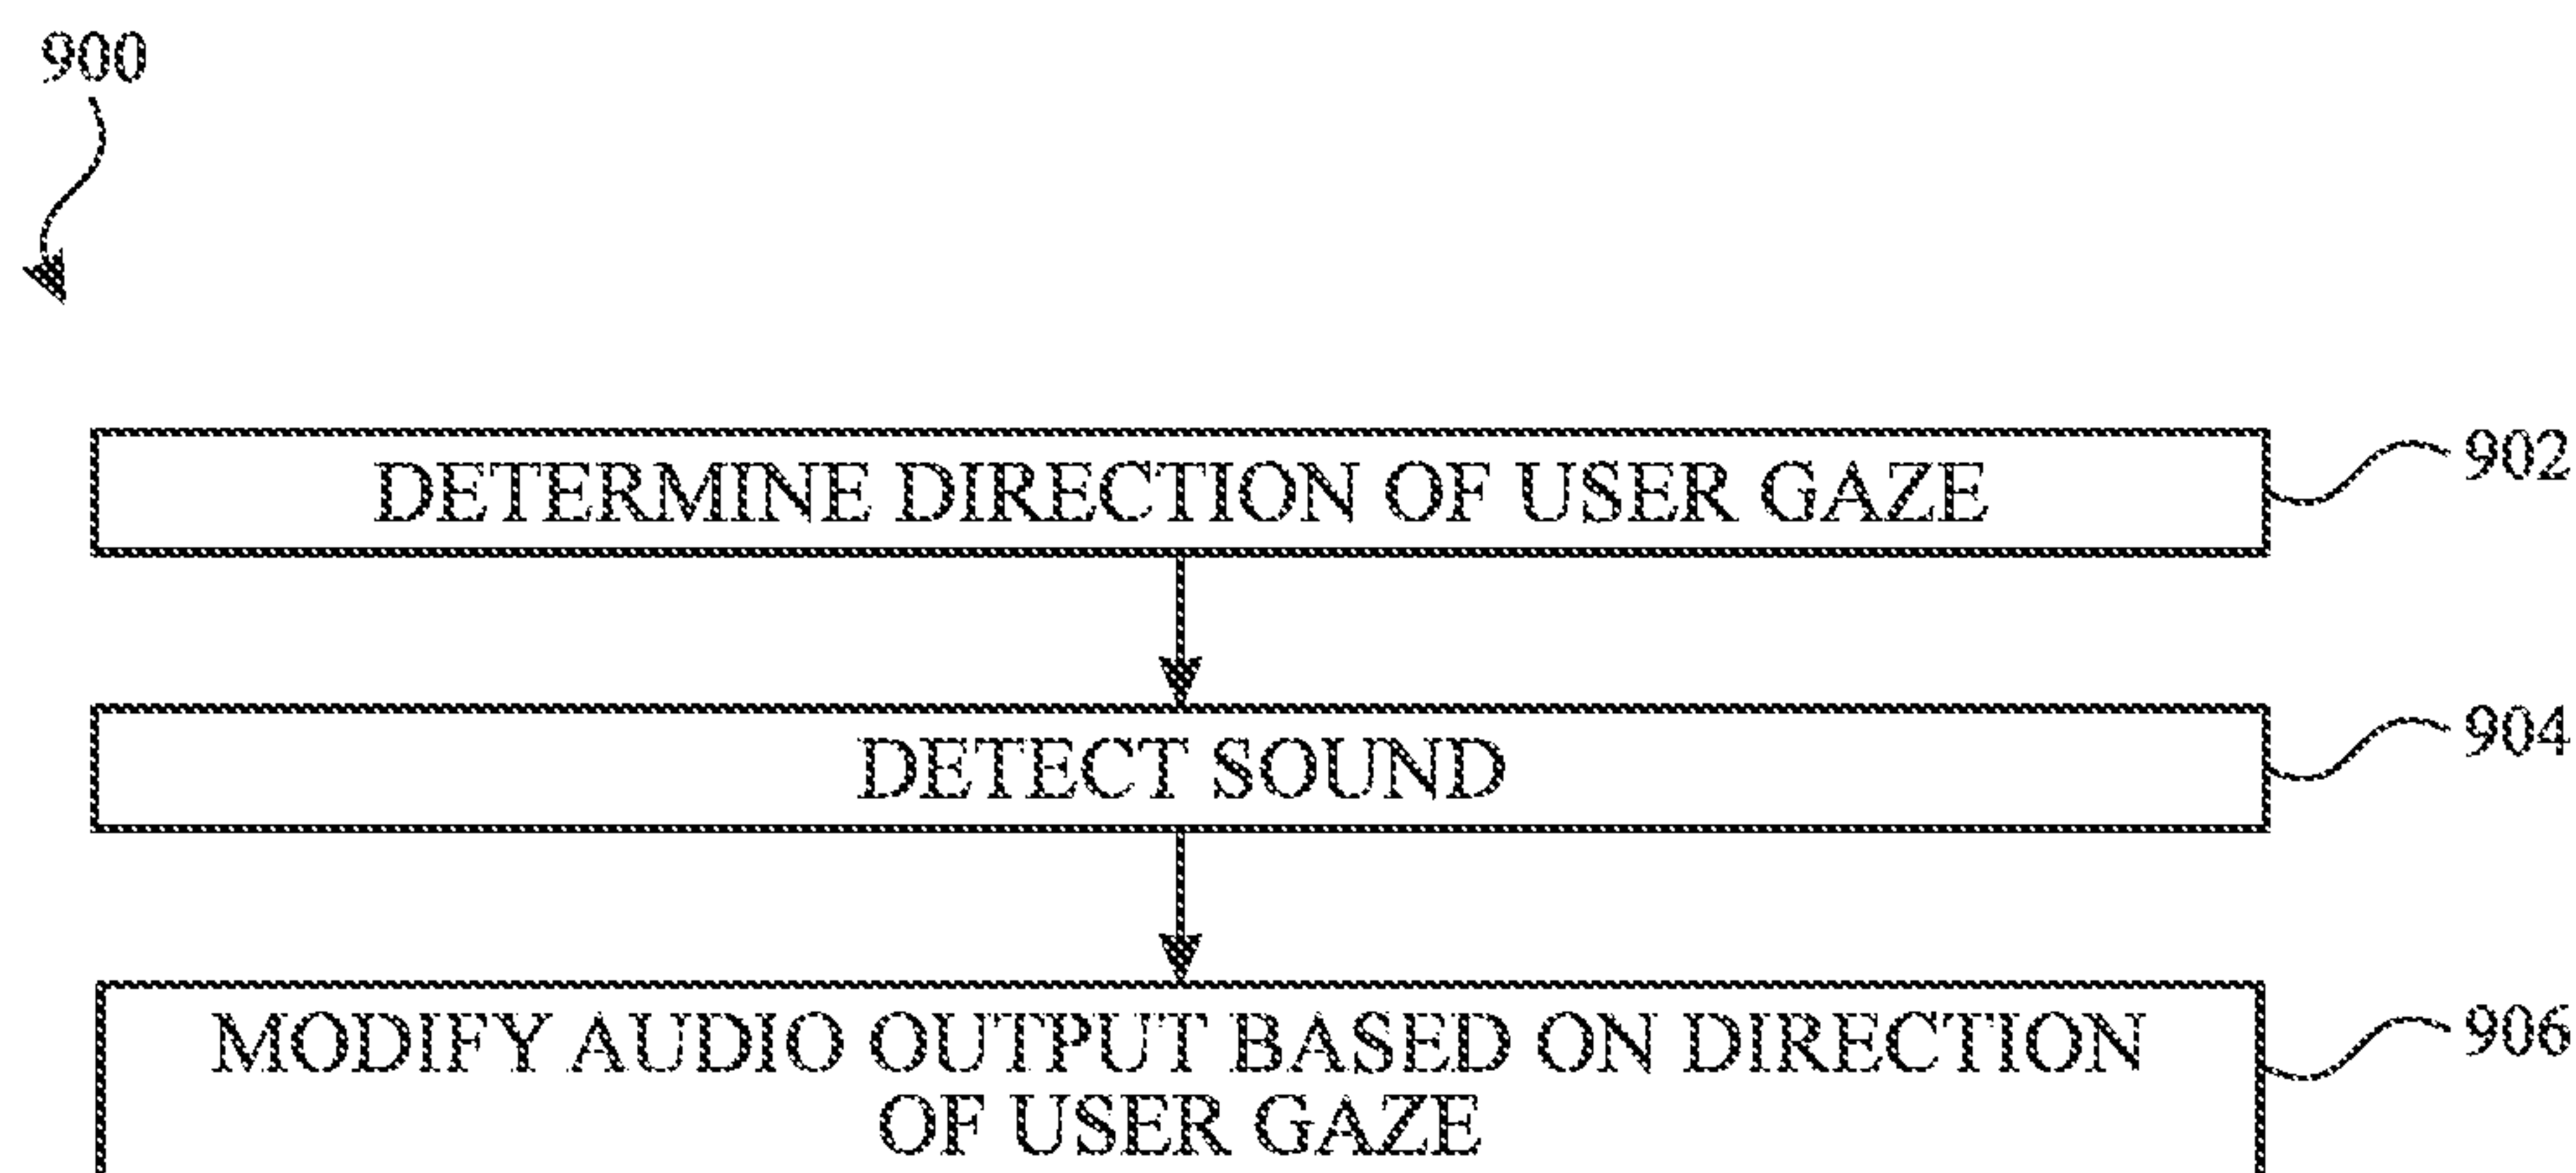 900
DETERMINE DIRECTION OF USER GAZE
902
DETECT SOUND
904
MODIFY AUDIO OUTPUT BASED ON DIRECTION
OF USER GAZE
906